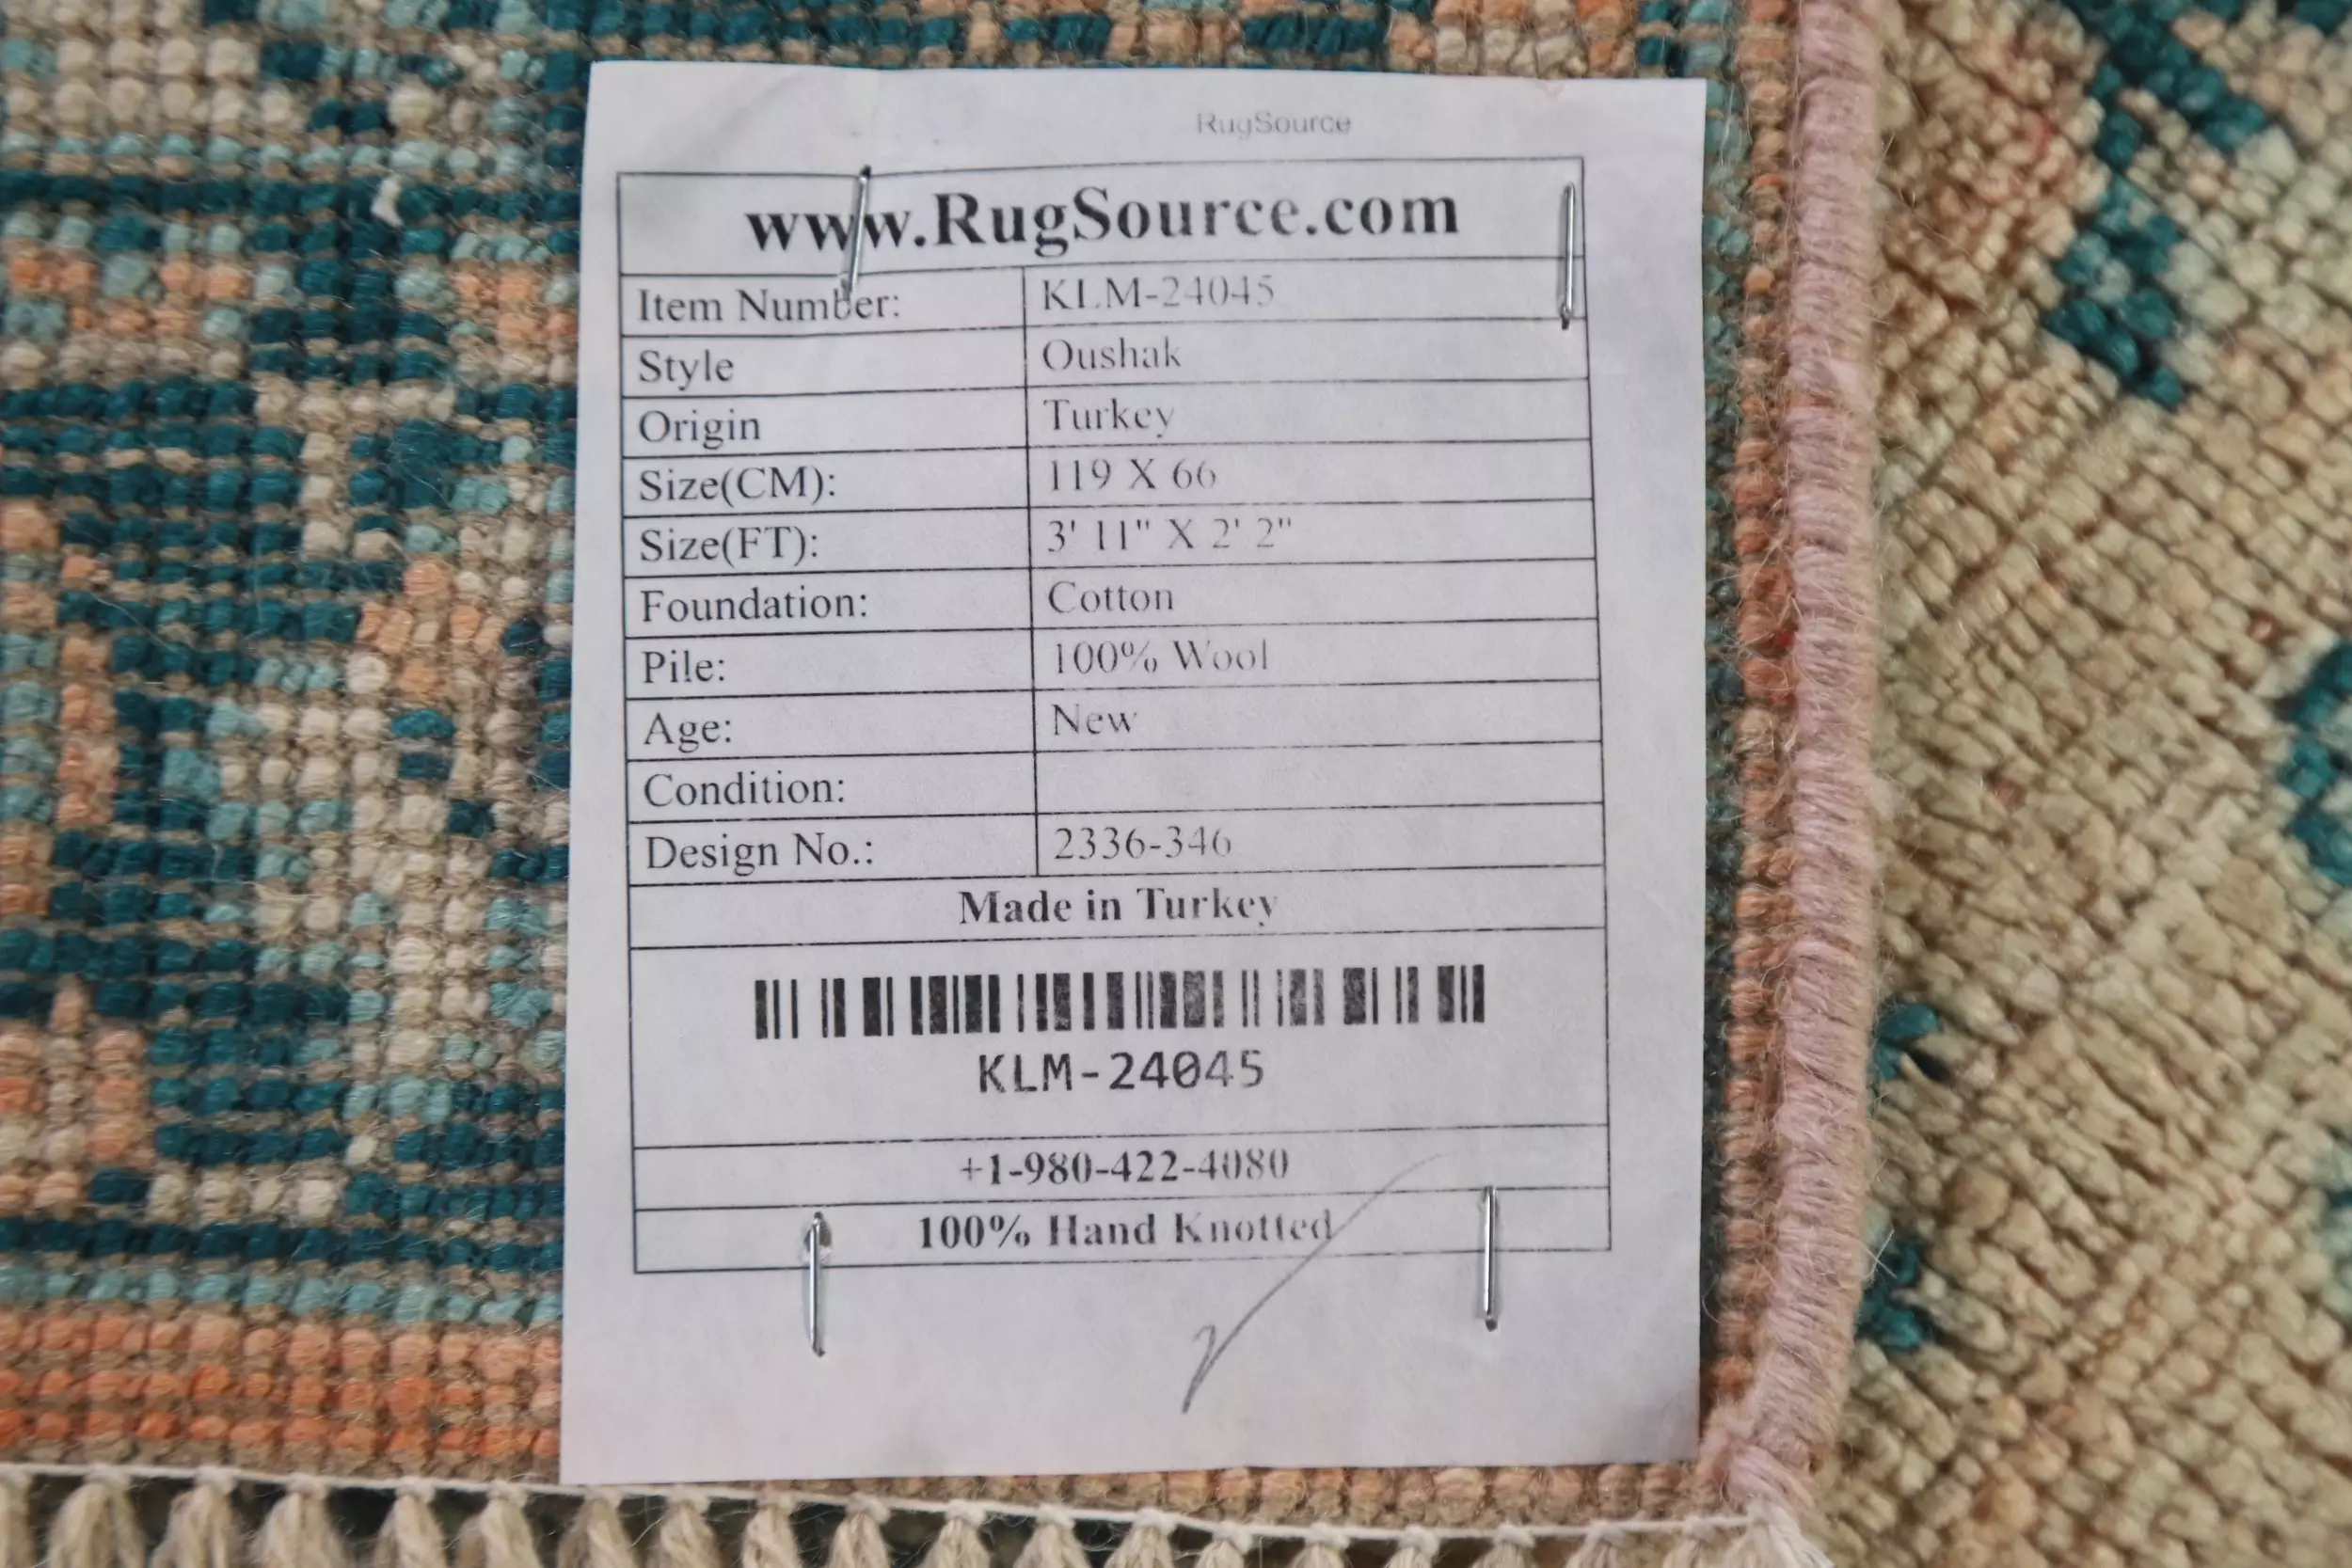 RugSource
www.RugSource.com
Item Number: KLM-24045
Style Oushak
Origin Turkey
Size(CM): 119 X 66
Size(FT): 3' 11" X 2' 2"
Foundation: Cotton
Pile: 100% Wool
Age: New
Condition:
Design No.: 2336-346
Made in Turkey
KLM-24045
+1-980-422-4080
100% Hand Knotted